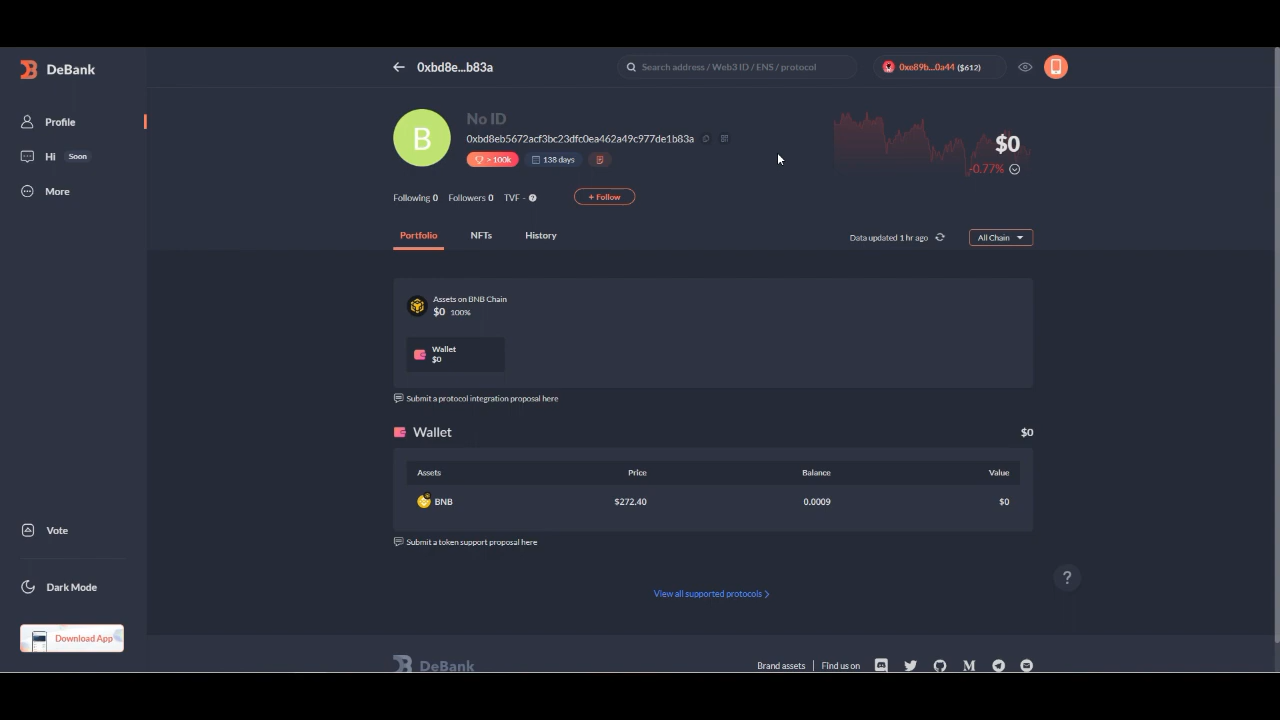 DeBank
0xbd8e...b83a
Search address / Web3 ID / ENS / protocol
0xe89b...0a44 ($612)
Profile
Hi Soon
More
B
No ID
0xbd8eb5672acf3bc23dfc0ea462a49c977de1b83a
> 100k 138 days
$0
-0.77%
Following 0 Followers 0 TVF - ?
+ Follow
Portfolio NFTs History
Data updated 1 hr ago
All Chain
Assets on BNB Chain
$0 100%
Wallet
$0
Submit a protocol integration proposal here
Wallet $0
Assets Price Balance Value
BNB $272.40 0.0009 $0
Submit a token support proposal here
View all supported protocols >
Vote
Dark Mode
Download App
?
DeBank
Brand assets | Find us on